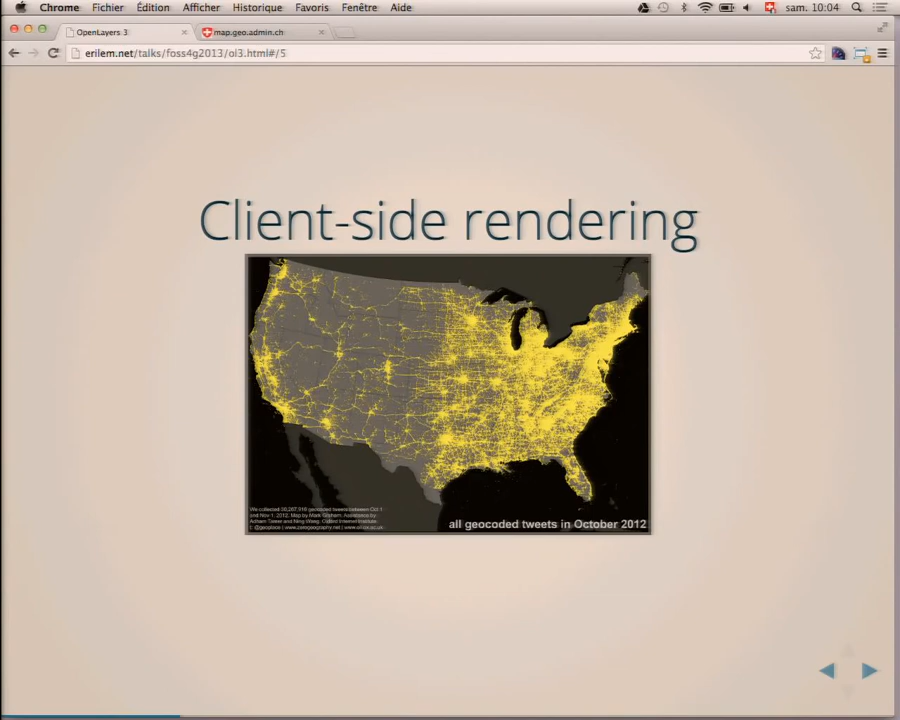 Chrome Fichier Édition Afficher Historique Favoris Fenêtre Aide sam. 10:04
OpenLayers 3 map.geo.admin.ch
erilem.net/talks/foss4g2013/ol3.html#/5
Client-side rendering
all geocoded tweets in October 2012